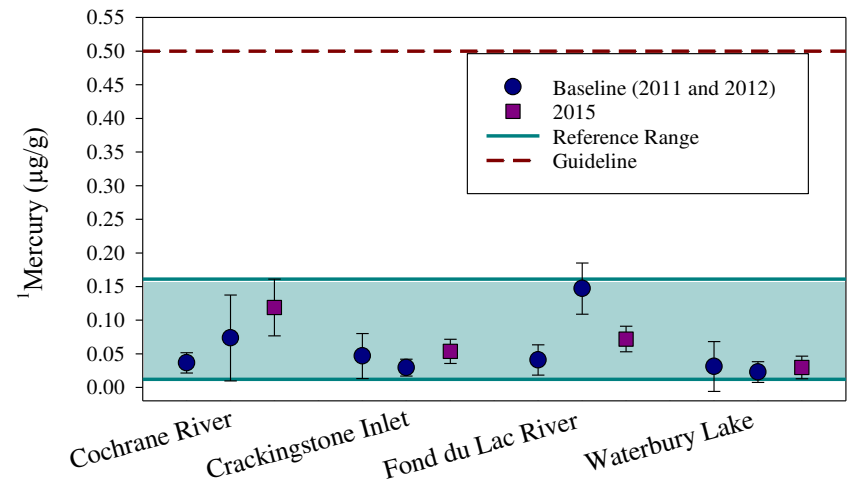 0.55
0.50
0.45
0.40
0.35
0.30
0.25
0.20
0.15
0.10
0.05
0.00
¹Mercury (µg/g)
Baseline (2011 and 2012)
2015
Reference Range
Guideline
Cochrane River
Crackingstone Inlet
Fond du Lac River
Waterbury Lake